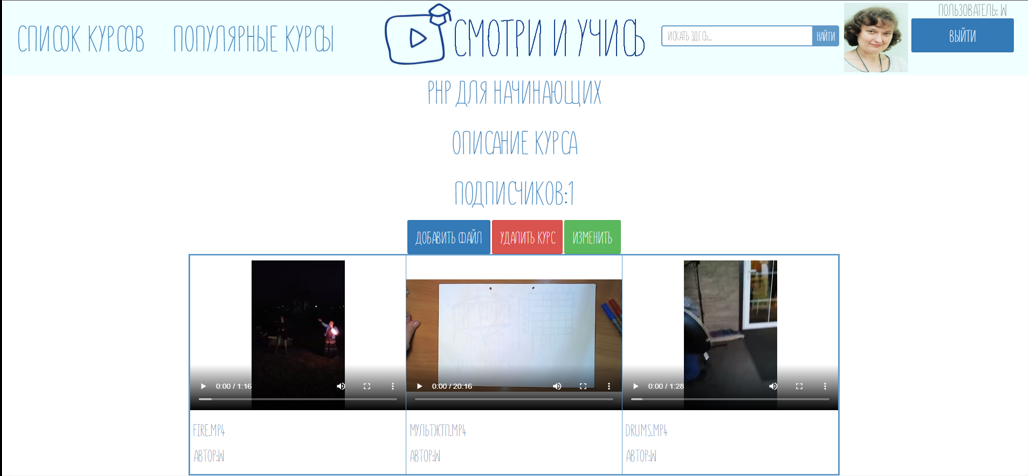 СПИСОК КУРСОВ
ПОПУЛЯРНЫЕ КУРСЫ
СМОТРИ И УЧИСЬ
ИСКАТЬ ЗДЕСЬ...
НАЙТИ
ПОЛЬЗОВАТЕЛЬ: W
ВЫЙТИ
PHP ДЛЯ НАЧИНАЮЩИХ
ОПИСАНИЕ КУРСА
ПОДПИСЧИКОВ:1
ДОБАВИТЬ ФАЙЛ
УДАЛИТЬ КУРС
ИЗМЕНИТЬ
0:00 / 1:16
0:00 / 20:16
0:00 / 1:28
FIRE.MP4
МУЛЬТЖТП.MP4
DRUMS.MP4
АВТОР:W
АВТОР:W
АВТОР:W